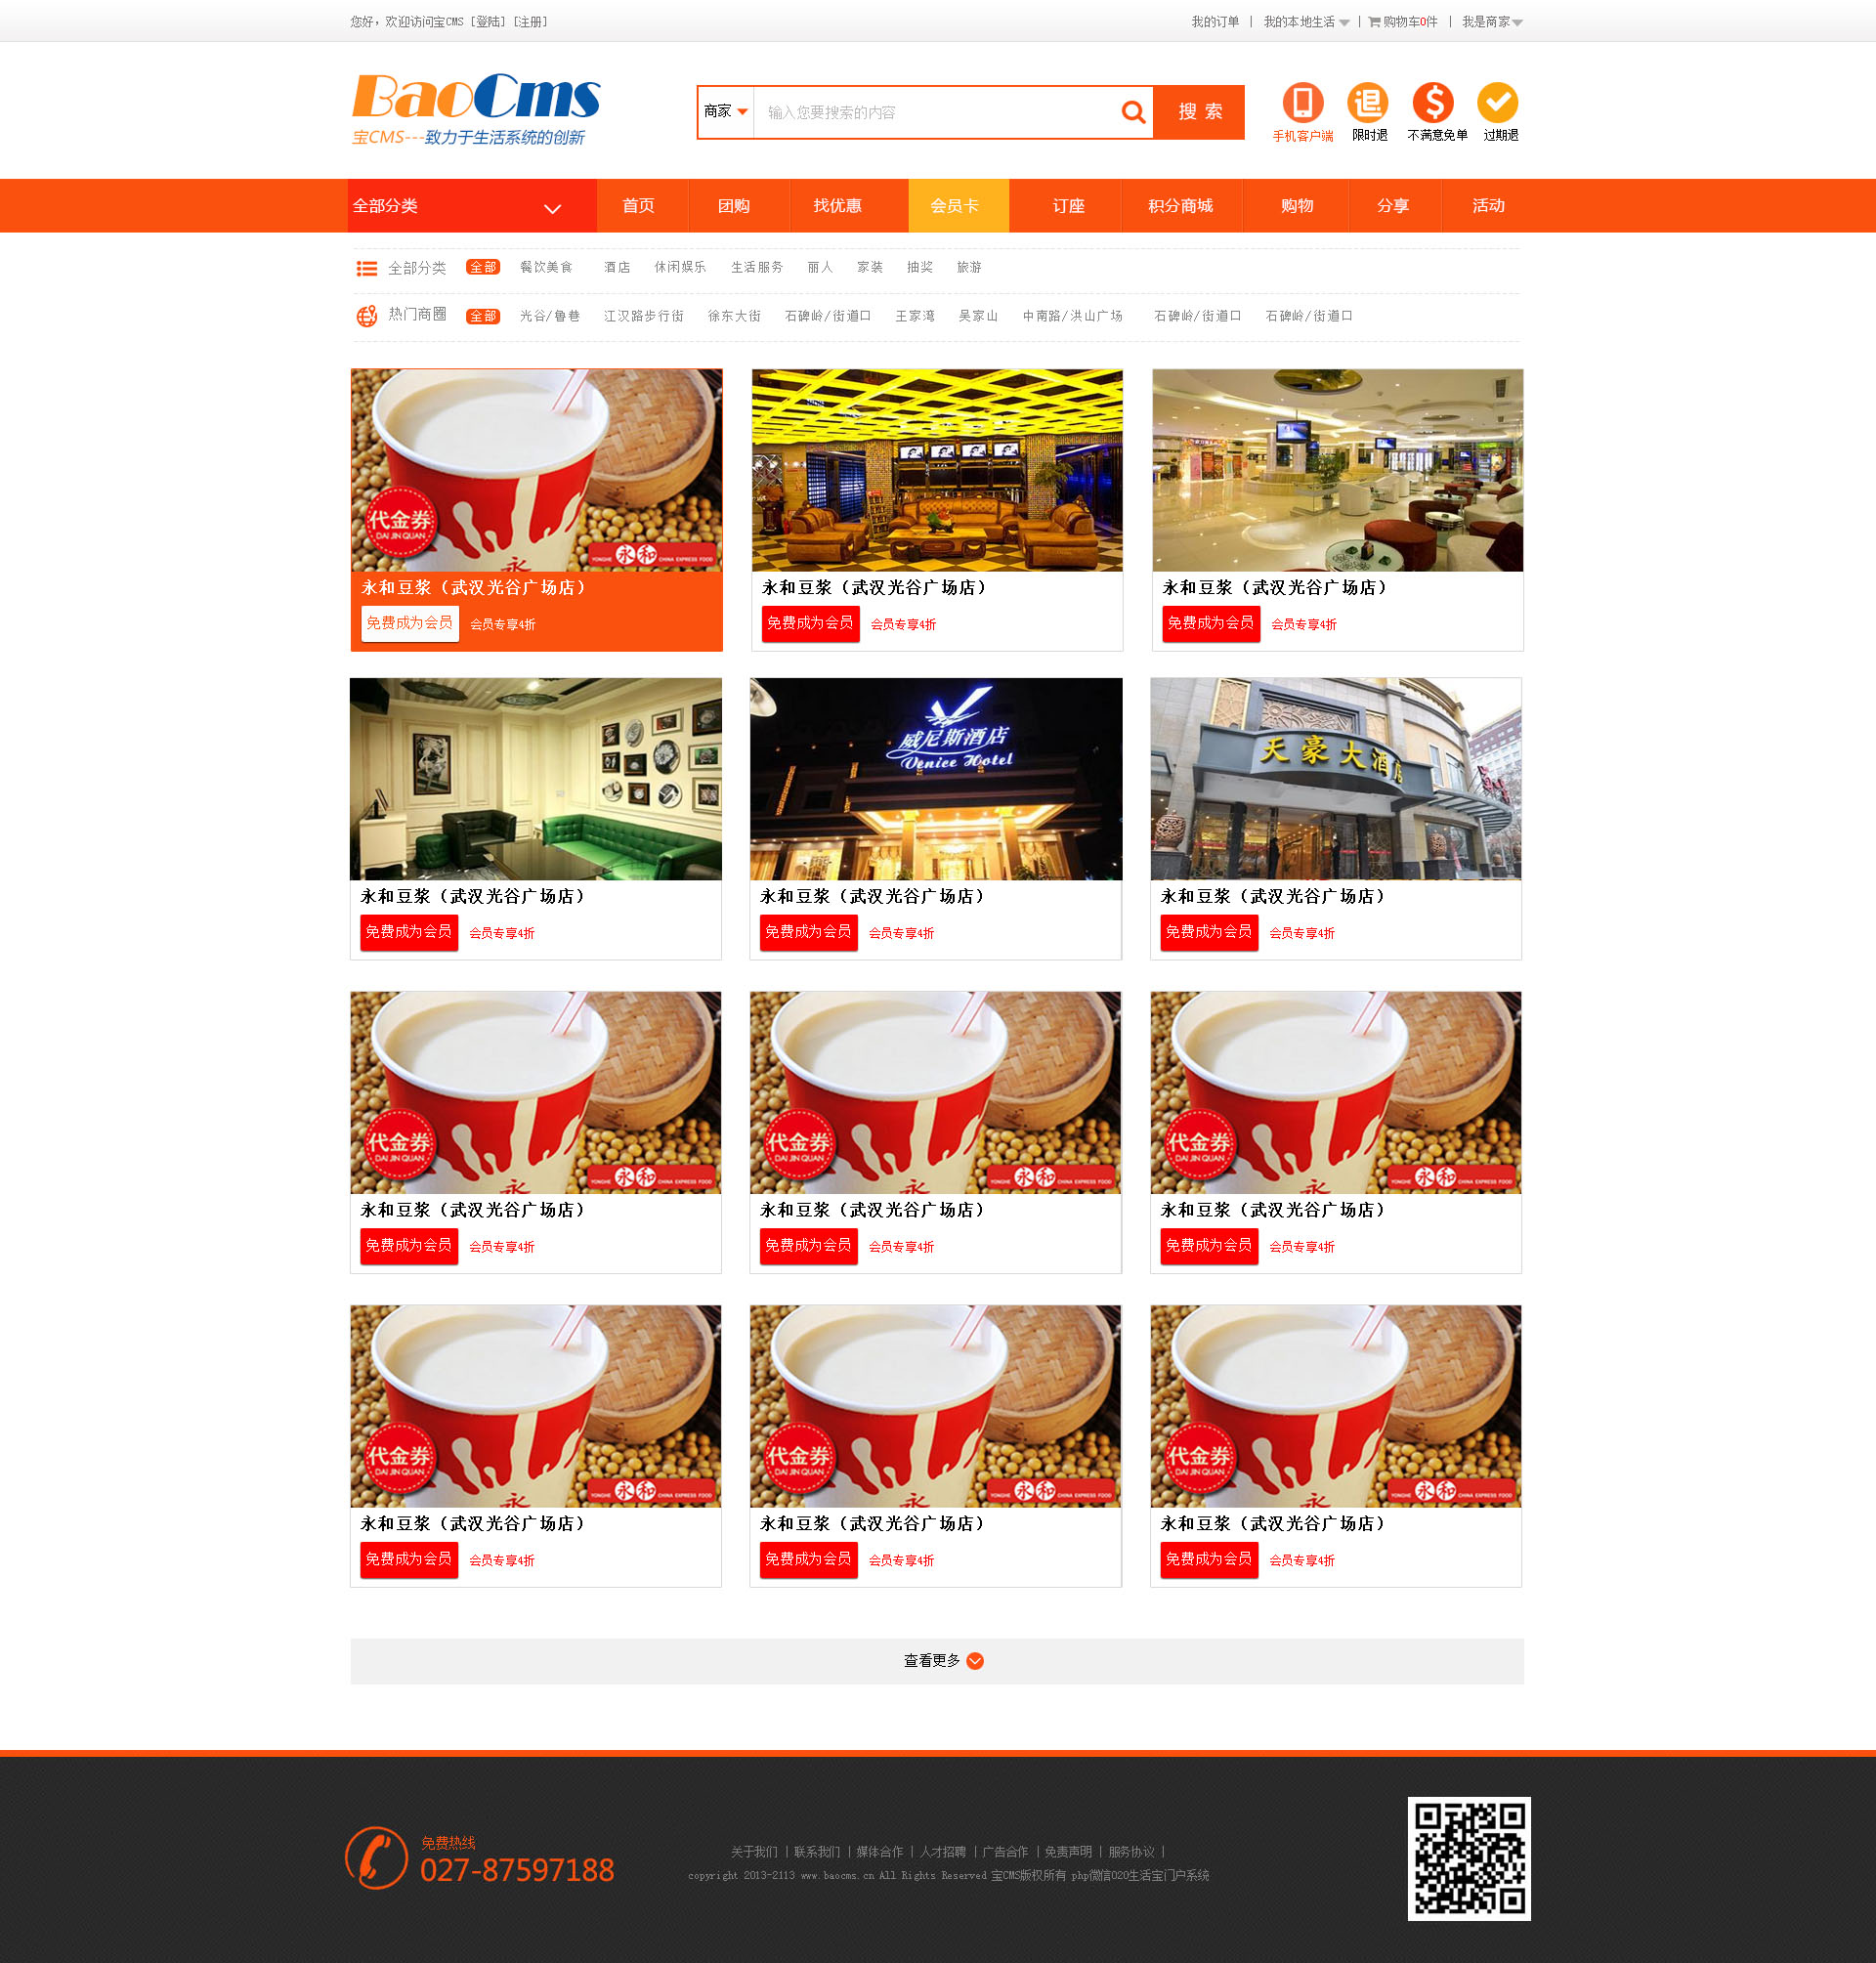 您好，欢迎访问宝CMS [登陆] [注册]
我的订单 | 我的本地生活 | 购物车0件 | 我是商家
BaoCms
宝CMS---致力于生活系统的创新
商家 输入您要搜索的内容 搜 索
手机客户端 限时退 不满意免单 过期退
全部分类 首页 团购 找优惠 会员卡 订座 积分商城 购物 分享 活动
全部分类 全部 餐饮美食 酒店 休闲娱乐 生活服务 丽人 家装 抽奖 旅游
热门商圈 全部 光谷/鲁巷 江汉路步行街 徐东大街 石碑岭/街道口 王家湾 吴家山 中南路/洪山广场 石碑岭/街道口 石碑岭/街道口
代金券
DAI JIN QUAN
YONGHE 永和 CHINA EXPRESS FOOD
永和豆浆（武汉光谷广场店） 永和豆浆（武汉光谷广场店） 永和豆浆（武汉光谷广场店）
免费成为会员 会员专享4折 免费成为会员 会员专享4折 免费成为会员 会员专享4折
威尼斯酒店
Venice Hotel
天豪大酒店
永和豆浆（武汉光谷广场店） 永和豆浆（武汉光谷广场店） 永和豆浆（武汉光谷广场店）
免费成为会员 会员专享4折 免费成为会员 会员专享4折 免费成为会员 会员专享4折
代金券 代金券 代金券
DAI JIN QUAN DAI JIN QUAN DAI JIN QUAN
YONGHE 永和 CHINA EXPRESS FOOD YONGHE 永和 CHINA EXPRESS FOOD YONGHE 永和 CHINA EXPRESS FOOD
永和豆浆（武汉光谷广场店） 永和豆浆（武汉光谷广场店） 永和豆浆（武汉光谷广场店）
免费成为会员 会员专享4折 免费成为会员 会员专享4折 免费成为会员 会员专享4折
代金券 代金券 代金券
DAI JIN QUAN DAI JIN QUAN DAI JIN QUAN
YONGHE 永和 CHINA EXPRESS FOOD YONGHE 永和 CHINA EXPRESS FOOD YONGHE 永和 CHINA EXPRESS FOOD
永和豆浆（武汉光谷广场店） 永和豆浆（武汉光谷广场店） 永和豆浆（武汉光谷广场店）
免费成为会员 会员专享4折 免费成为会员 会员专享4折 免费成为会员 会员专享4折
查看更多
免费热线
027-87597188
关于我们 | 联系我们 | 媒体合作 | 人才招聘 | 广告合作 | 免责声明 | 服务协议 |
copyright 2013-2113 www.baocms.cn All Rights Reserved 宝CMS版权所有 php微信O2O生活宝门户系统